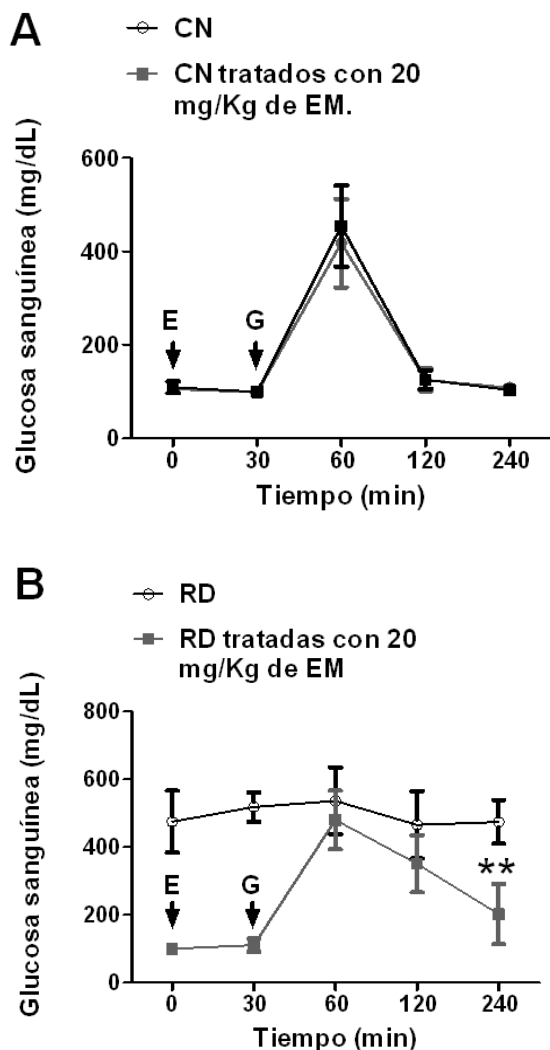 A
CN
CN tratados con 20
mg/Kg de EM.
Glucosa sanguínea (mg/dL)
600
400
200
0
E
G
0 30 60 120 240
Tiempo (min)
B
RD
RD tratadas con 20
mg/Kg de EM
Glucosa sanguínea (mg/dL)
800
600
400
200
0
E
G
**
0 30 60 120 240
Tiempo (min)